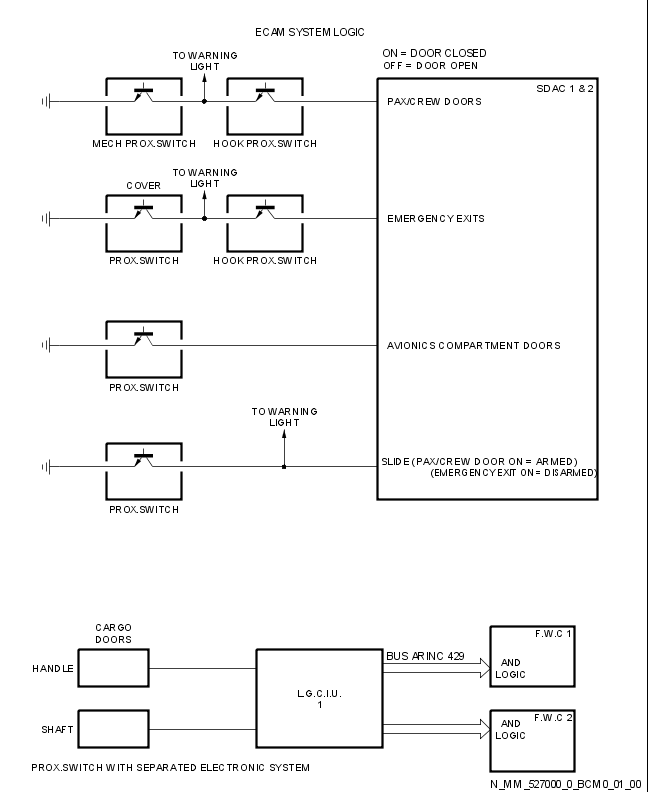 ECAM SYSTEM LOGIC
ON = DOOR CLOSED
OFF = DOOR OPEN
TO WARNING
LIGHT
SDAC 1 & 2
PAX/CREW DOORS
MECH PROX.SWITCH
HOOK PROX.SWITCH
TO WARNING
LIGHT
COVER
EMERGENCY EXITS
PROX.SWITCH
HOOK PROX.SWITCH
AVIONICS COMPARTMENT DOORS
PROX.SWITCH
TO WARNING
LIGHT
SLIDE (PAX/CREW DOOR ON = ARMED)
(EMERGENCY EXIT ON = DISARMED)
PROX.SWITCH
CARGO
DOORS
HANDLE
SHAFT
L.G.C.I.U.
1
BUS ARINC 429
F.W.C 1
AND
LOGIC
F.W.C 2
AND
LOGIC
PROX.SWITCH WITH SEPARATED ELECTRONIC SYSTEM
N_MM_527000_0_BCM0_01_00